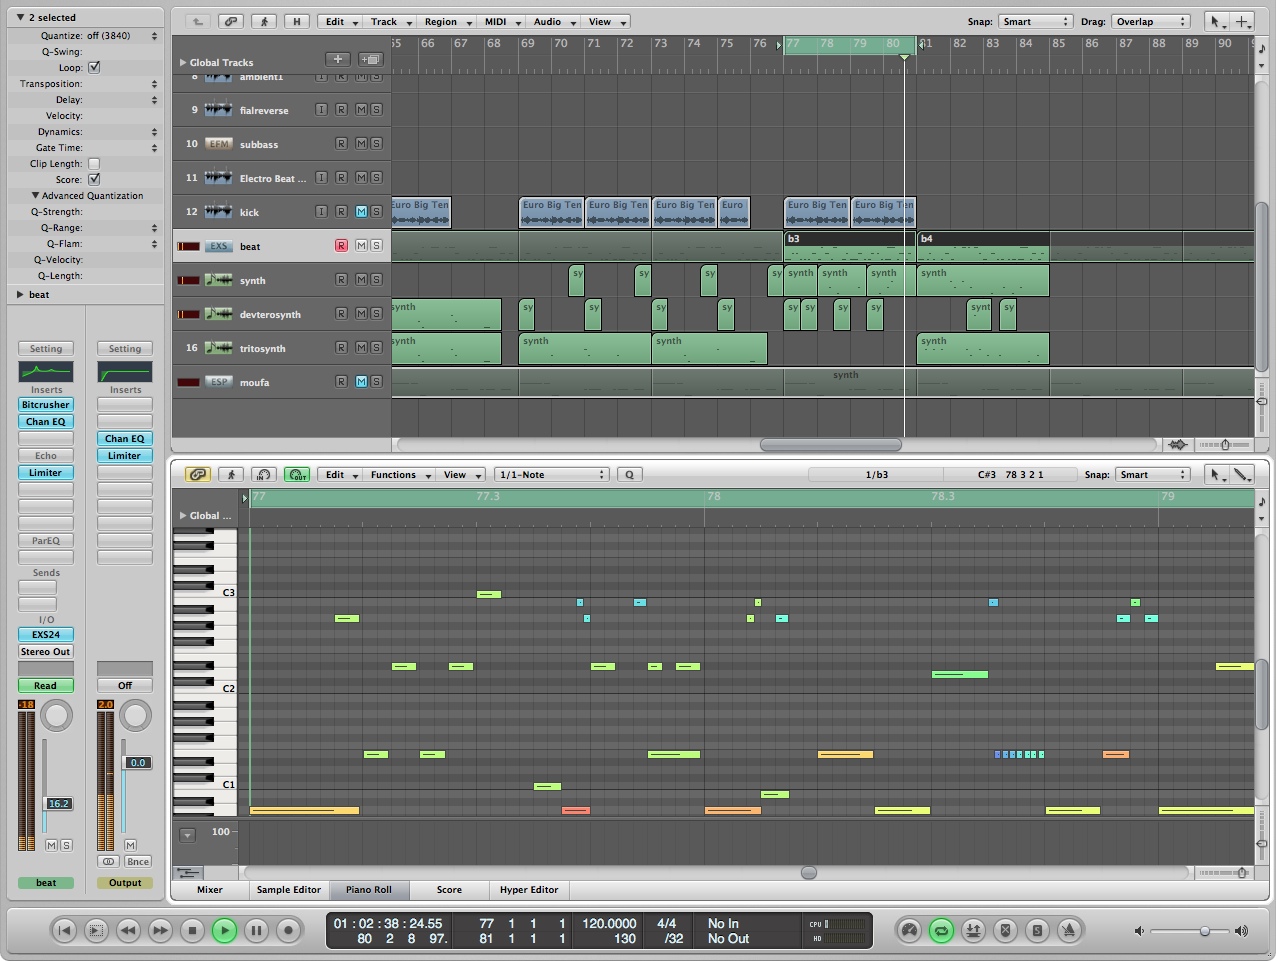 2 selected
Quantize: off (3840)
Q-Swing:
Loop:
Transposition:
Delay:
Velocity:
Dynamics:
Gate Time:
Clip Length:
Score:
Advanced Quantization
Q-Strength:
Q-Range:
Q-Flam:
Q-Velocity:
Q-Length:
beat
Setting Setting
Inserts Inserts
Bitcrusher
Chan EQ
Chan EQ
Echo Limiter
Limiter
ParEQ
Sends
I/O
EXS24
Stereo Out
Read Off
-18 2.0
0.0
16.2
M S M
Bnce
beat Output
H Edit Track Region MIDI Audio View Snap: Smart Drag: Overlap
65 66 67 68 69 70 71 72 73 74 75 76 77 78 79 80 81 82 83 84 85 86 87 88 89 90
Global Tracks
8 ambient1 I R M S
9 fialreverse I R M S
10 EFM subbass R M S
11 Electro Beat ... I R M S
12 kick I R M S Euro Big Ten Euro Big Ten Euro Big Ten Euro Big Ten Euro Euro Big Ten Euro Big Ten
EXS beat R M S b3 b4
synth R M S sy sy sy sy synth synth synth synth
devterosynth R M S synth sy sy sy sy sy sy sy sy synt sy
16 tritosynth R M S synth synth synth synth
ESP moufa R M S synth
IN OUT Edit Functions View 1/1-Note Q 1/b3 C#3 78 3 2 1 Snap: Smart
77 77.3 78 78.3 79
Global ...
C3
C2
C1
100
Mixer Sample Editor Piano Roll Score Hyper Editor
01 : 02 : 38 : 24.55 77 1 1 1 120.0000 4/4 No In CPU
80 2 8 97. 81 1 1 1 130 /32 No Out HD
S